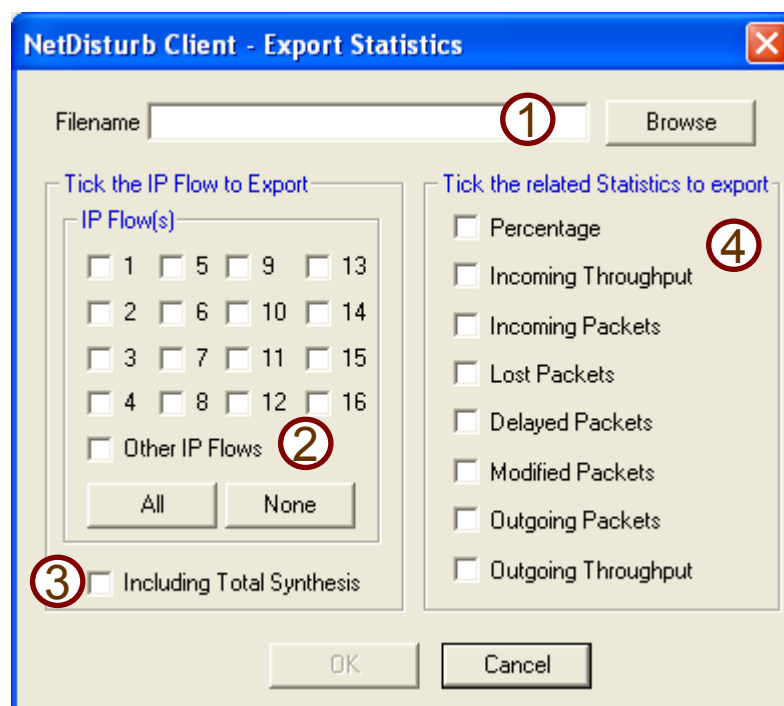 NetDisturb Client - Export Statistics
Filename 1 Browse
Tick the IP Flow to Export
IP Flow(s)
1 5 9 13
2 6 10 14
3 7 11 15
4 8 12 16
Other IP Flows 2
All None
3 Including Total Synthesis
Tick the related Statistics to export
Percentage
4
Incoming Throughput
Incoming Packets
Lost Packets
Delayed Packets
Modified Packets
Outgoing Packets
Outgoing Throughput
OK Cancel